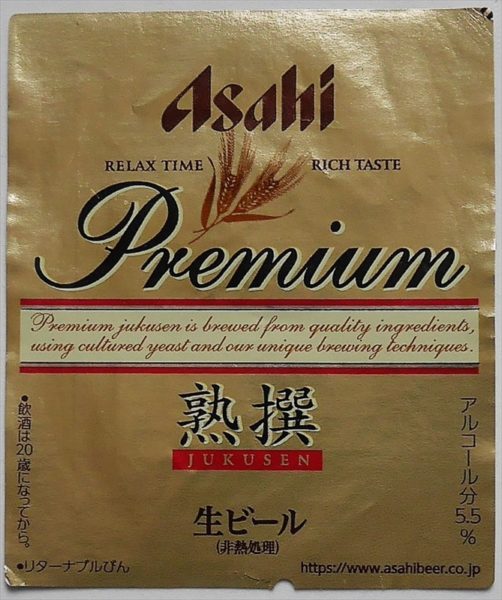 Asahi
RELAX TIME RICH TASTE
Premium
Premium jukusen is brewed from quality ingredients,
using cultured yeast and our unique brewing techniques.
熟撰
JUKUSEN
●飲酒は20歳になってから。
アルコール分5.5%
生ビール
(非熱処理)
●リターナブルびん
https://www.asahibeer.co.jp